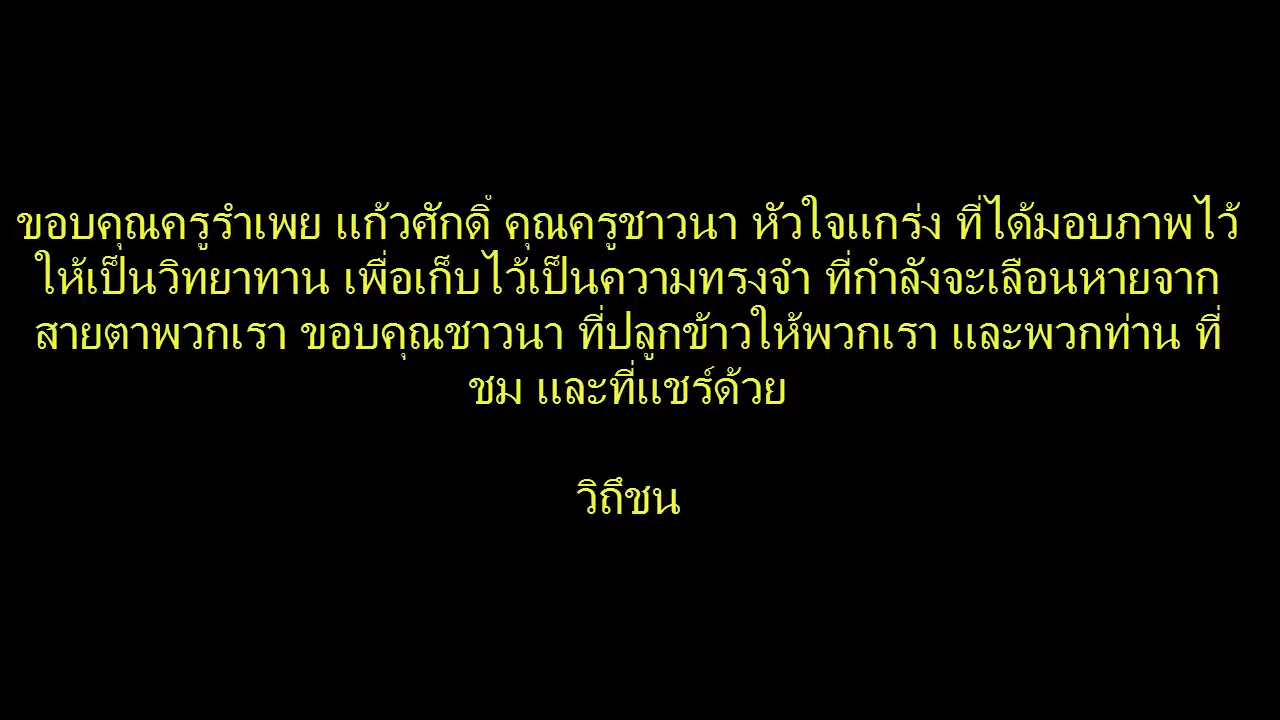 ขอบคุณครูรำเพย แก้วศักดิ์ คุณครูชาวนา หัวใจแกร่ง ที่ได้มอบภาพไว้
ให้เป็นวิทยาทาน เพื่อเก็บไว้เป็นความทรงจำ ที่กำลังจะเลือนหายจาก
สายตาพวกเรา ขอบคุณชาวนา ที่ปลูกข้าวให้พวกเรา และพวกท่าน ที่
ชม และที่แชร์ด้วย
วิถึชน